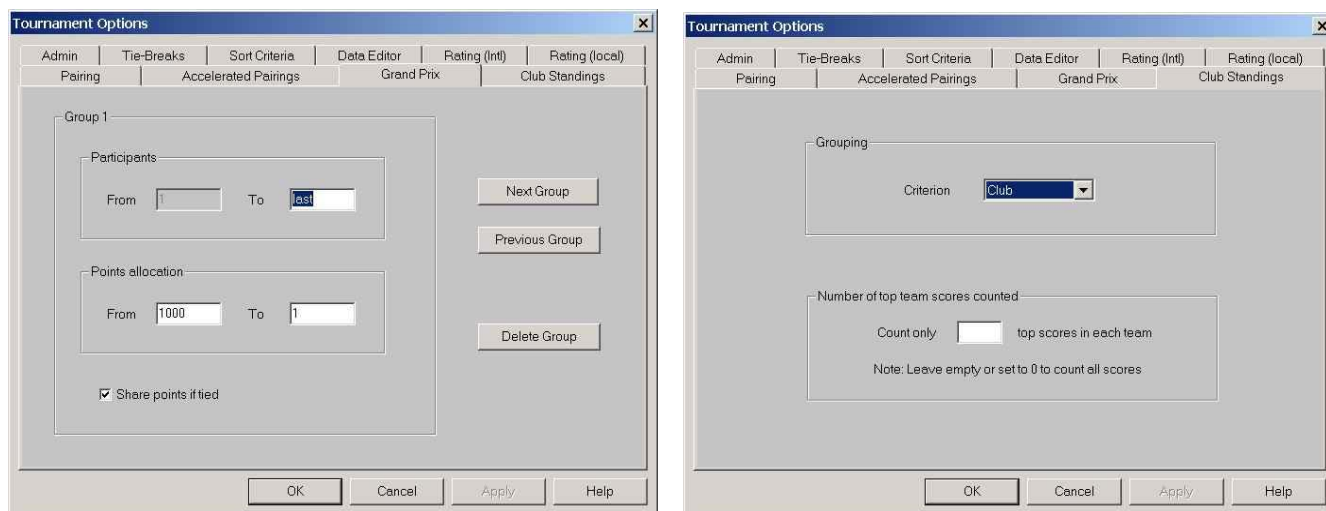 Tournament Options
Admin Tie-Breaks Sort Criteria Data Editor Rating (Intl) Rating (local)
Pairing Accelerated Pairings Grand Prix Club Standings
Group 1
Participants
From 1 To last
Next Group
Previous Group
Points allocation
From 1000 To 1
Delete Group
Share points if tied
OK Cancel Apply Help
Tournament Options
Admin Tie-Breaks Sort Criteria Data Editor Rating (Intl) Rating (local)
Pairing Accelerated Pairings Grand Prix Club Standings
Grouping
Criterion Club
Number of top team scores counted
Count only top scores in each team
Note: Leave empty or set to 0 to count all scores
OK Cancel Apply Help